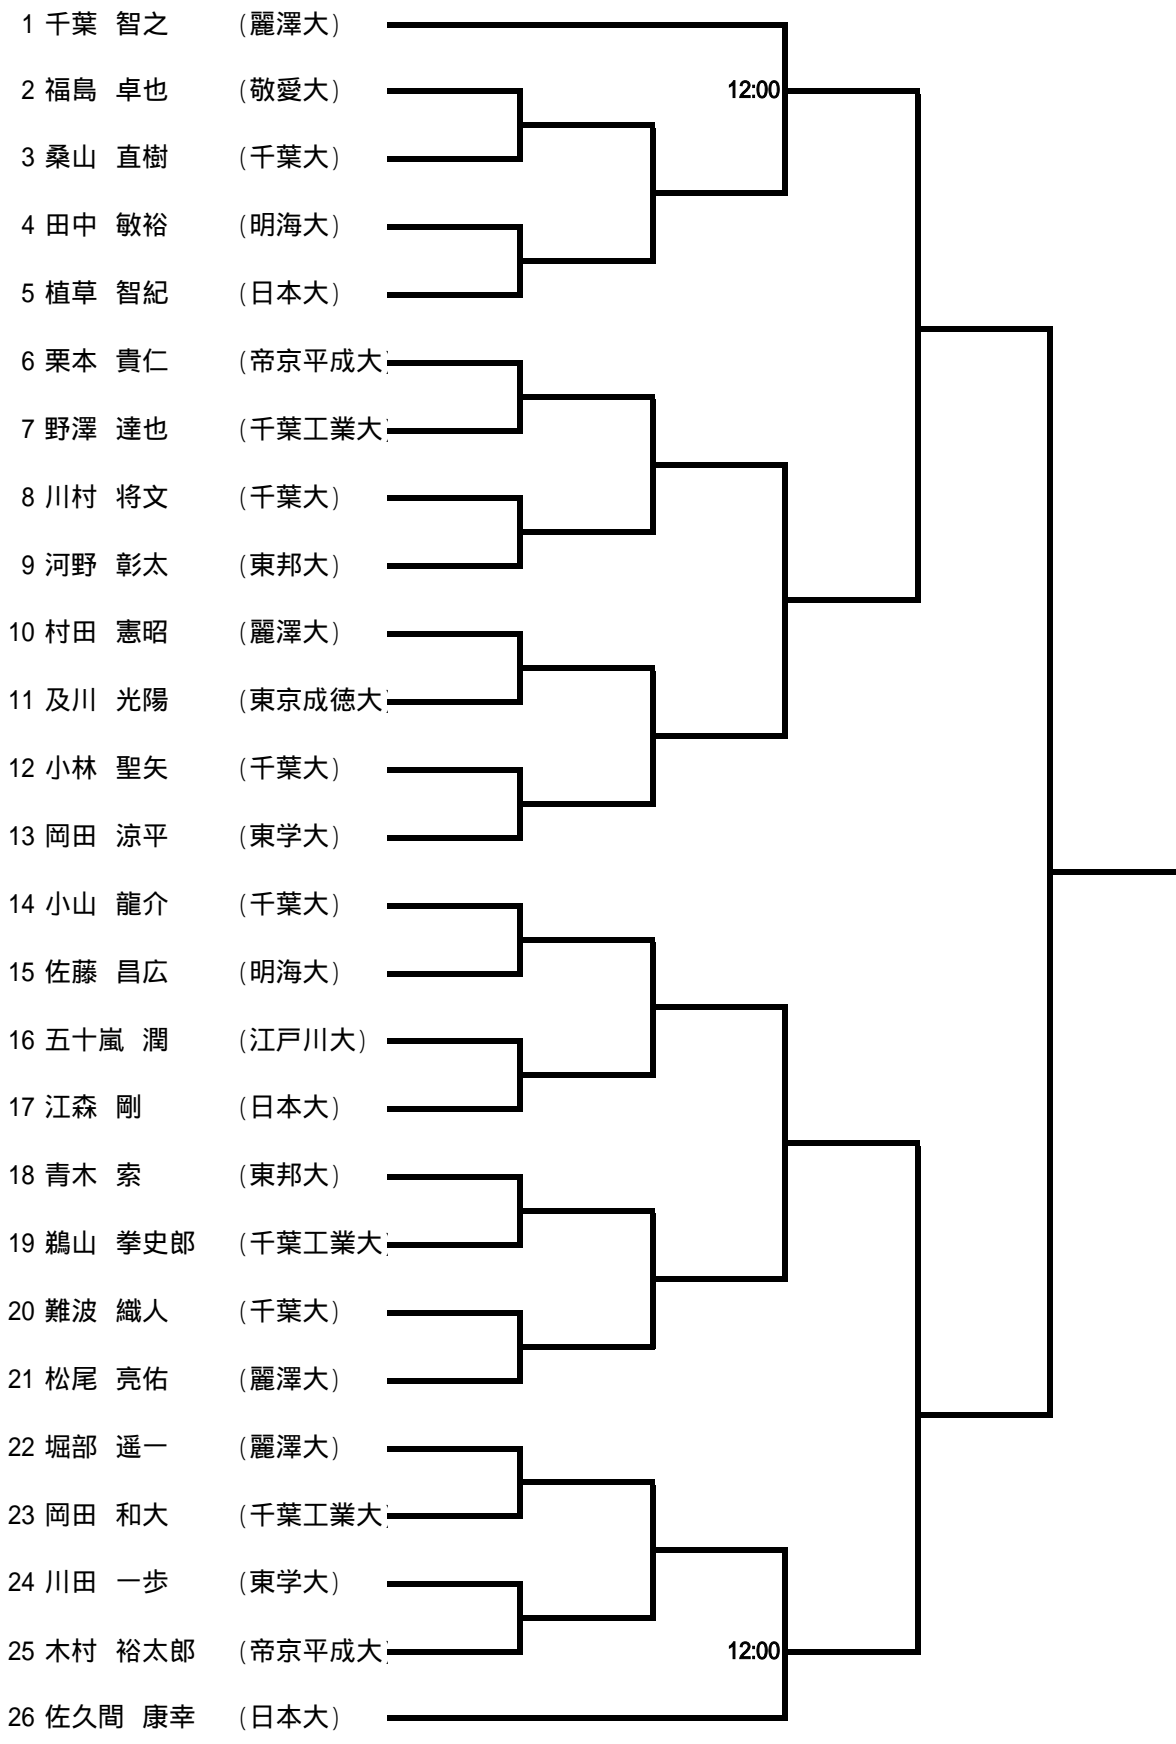 1 千葉 智之 (麗澤大)
2 福島 卓也 (敬愛大) 12:00
3 桑山 直樹 (千葉大)
4 田中 敏裕 (明海大)
5 植草 智紀 (日本大)
6 栗本 貴仁 (帝京平成大)
7 野澤 達也 (千葉工業大)
8 川村 将文 (千葉大)
9 河野 彰太 (東邦大)
10 村田 憲昭 (麗澤大)
11 及川 光陽 (東京成徳大)
12 小林 聖矢 (千葉大)
13 岡田 涼平 (東学大)
14 小山 龍介 (千葉大)
15 佐藤 昌広 (明海大)
16 五十嵐 潤 (江戸川大)
17 江森 剛 (日本大)
18 青木 索 (東邦大)
19 鵜山 拳史郎 (千葉工業大)
20 難波 織人 (千葉大)
21 松尾 亮佑 (麗澤大)
22 堀部 遥一 (麗澤大)
23 岡田 和大 (千葉工業大)
24 川田 一歩 (東学大)
25 木村 裕太郎 (帝京平成大) 12:00
26 佐久間 康幸 (日本大)